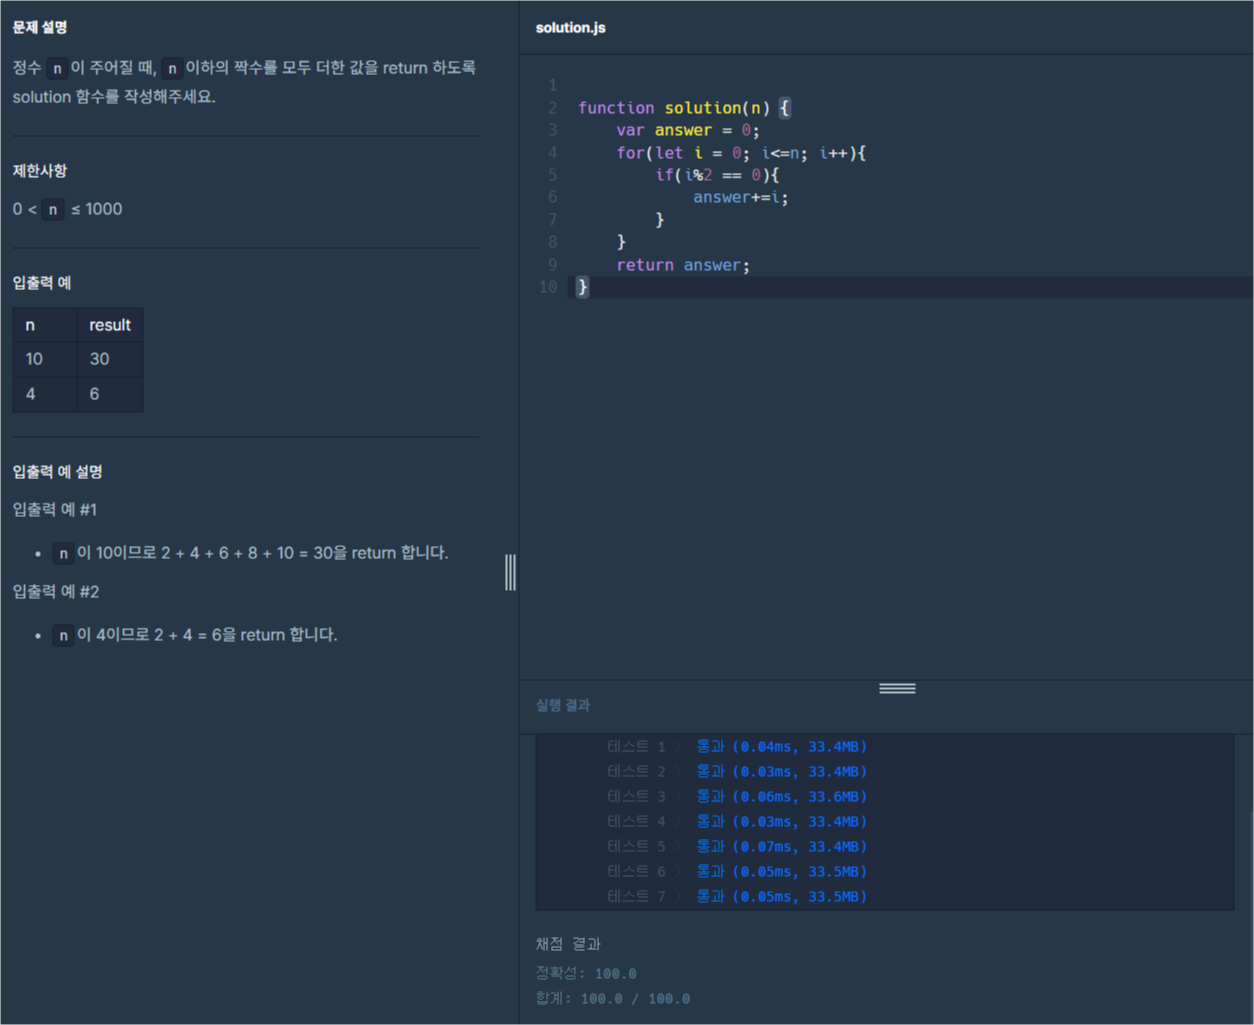 문제 설명
정수 n 이 주어질 때, n 이하의 짝수를 모두 더한 값을 return 하도록
solution 함수를 작성해주세요.
제한사항
0 < n ≤ 1000
입출력 예
n result
10 30
4 6
입출력 예 설명
입출력 예 #1
• n 이 10이므로 2 + 4 + 6 + 8 + 10 = 30을 return 합니다.
입출력 예 #2
• n 이 4이므로 2 + 4 = 6을 return 합니다.
solution.js
1
2 function solution(n) {
3 var answer = 0;
4 for(let i = 0; i<=n; i++){
5 if(i%2 == 0){
6 answer+=i;
7 }
8 }
9 return answer;
10 }
실행 결과
테스트 1 〉 통과 (0.04ms, 33.4MB)
테스트 2 〉 통과 (0.03ms, 33.4MB)
테스트 3 〉 통과 (0.06ms, 33.6MB)
테스트 4 〉 통과 (0.03ms, 33.4MB)
테스트 5 〉 통과 (0.07ms, 33.4MB)
테스트 6 〉 통과 (0.05ms, 33.5MB)
테스트 7 〉 통과 (0.05ms, 33.5MB)
채점 결과
정확성: 100.0
합계: 100.0 / 100.0